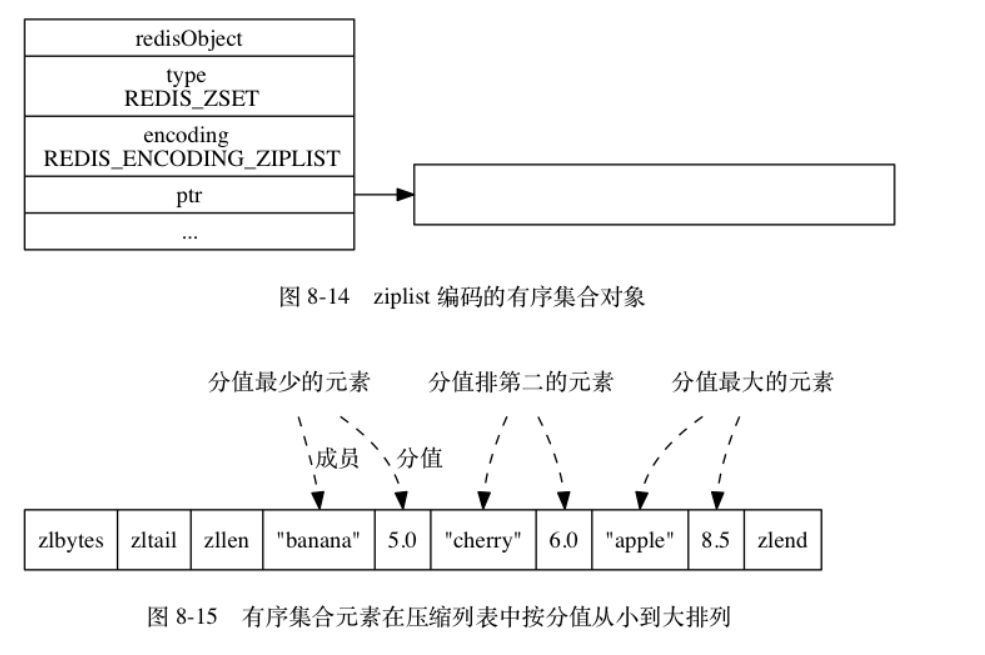 redisObject
type
REDIS_ZSET
encoding
REDIS_ENCODING_ZIPLIST
ptr
...
图 8-14 ziplist 编码的有序集合对象
分值最少的元素 分值排第二的元素 分值最大的元素
成员 分值
zlbytes zltail zllen "banana" 5.0 "cherry" 6.0 "apple" 8.5 zlend
图 8-15 有序集合元素在压缩列表中按分值从小到大排列